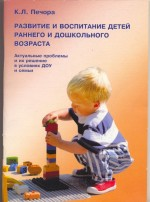 К.Л. Печора
РАЗВИТИЕ И ВОСПИТАНИЕ ДЕТЕЙ
РАННЕГО И ДОШКОЛЬНОГО
ВОЗРАСТА
Актуальные проблемы
и их решение
в условиях ДОУ
и семьи